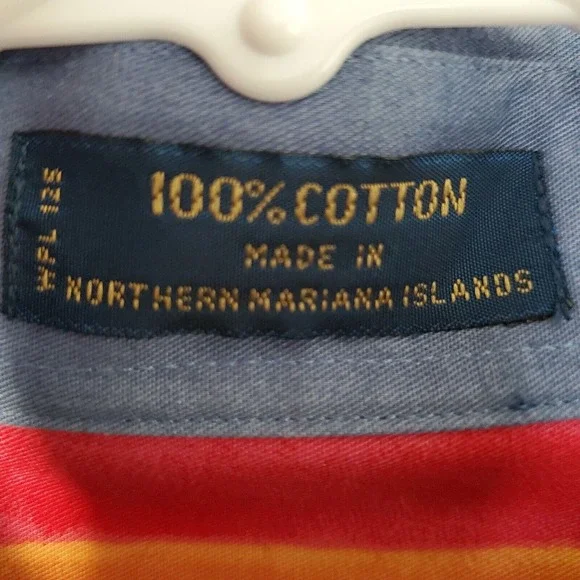 WPL 125
100% COTTON
MADE IN
NORTHERN MARIANA ISLANDS